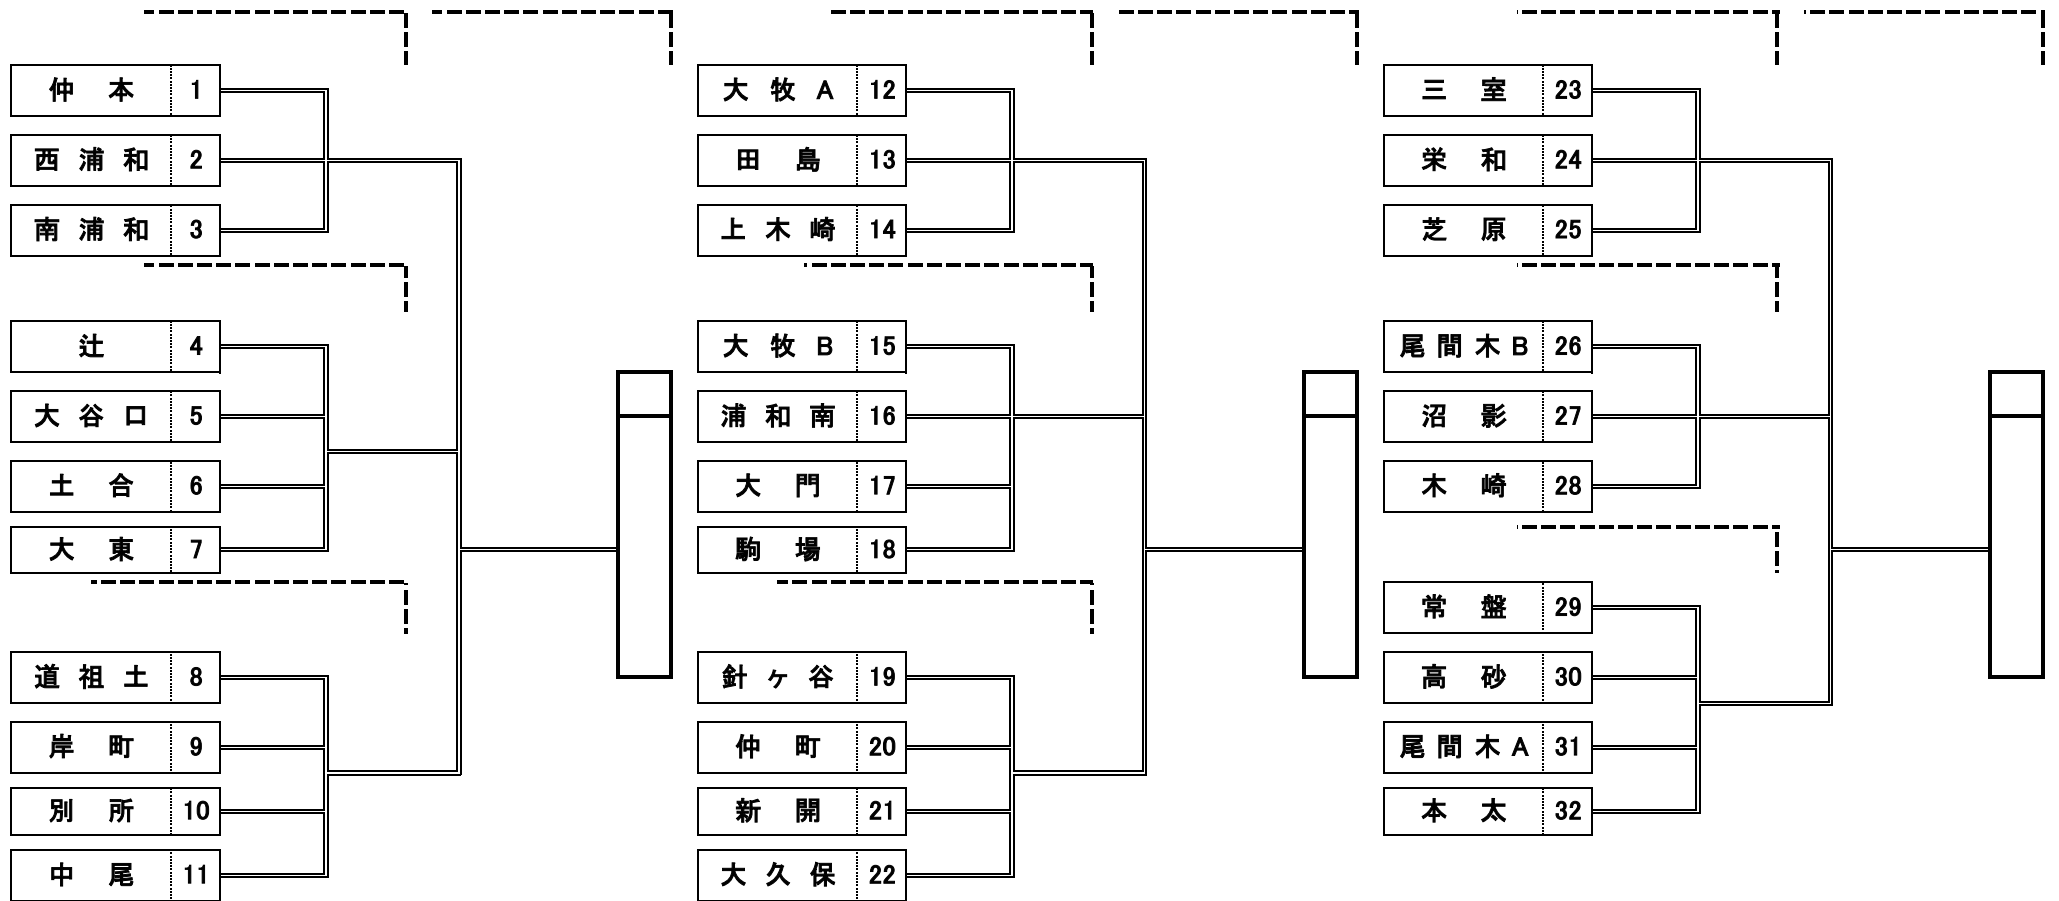 仲本 1
西浦和 2
南浦和 3
辻 4
大谷口 5
土合 6
大東 7
道祖土 8
岸町 9
別所 10
中尾 11
大牧A 12
田島 13
上木崎 14
大牧B 15
浦和南 16
大門 17
駒場 18
針ヶ谷 19
仲町 20
新開 21
大久保 22
三室 23
栄和 24
芝原 25
尾間木B 26
沼影 27
木崎 28
常盤 29
高砂 30
尾間木A 31
本太 32